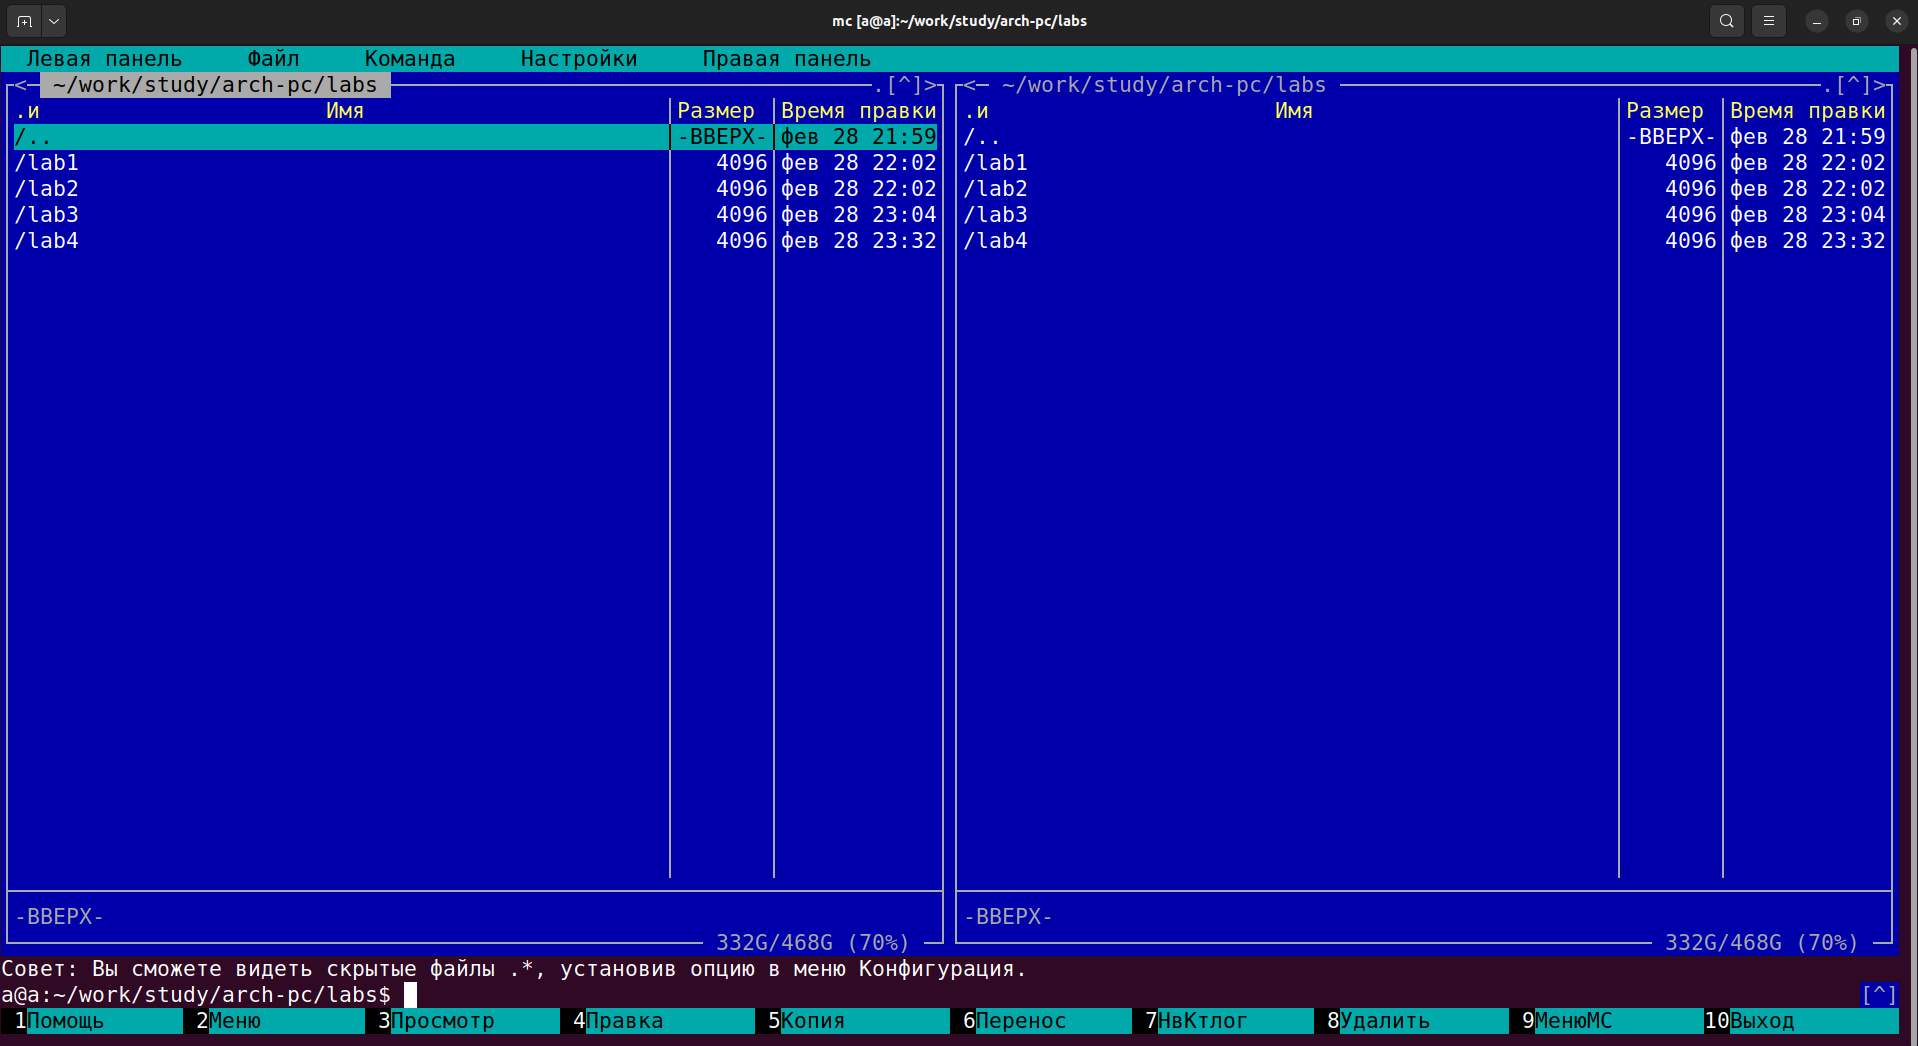 mc [a@a]:~/work/study/arch-pc/labs
Левая панель Файл Команда Настройки Правая панель
<─ ~/work/study/arch-pc/labs ─.[^]>
.и Имя Размер Время правки
/.. -ВВЕРХ- фев 28 21:59
/lab1 4096 фев 28 22:02
/lab2 4096 фев 28 22:02
/lab3 4096 фев 28 23:04
/lab4 4096 фев 28 23:32
-ВВЕРХ-
332G/468G (70%)
<─ ~/work/study/arch-pc/labs ─.[^]>
.и Имя Размер Время правки
/.. -ВВЕРХ- фев 28 21:59
/lab1 4096 фев 28 22:02
/lab2 4096 фев 28 22:02
/lab3 4096 фев 28 23:04
/lab4 4096 фев 28 23:32
-ВВЕРХ-
332G/468G (70%)
Совет: Вы сможете видеть скрытые файлы .*, установив опцию в меню Конфигурация.
a@a:~/work/study/arch-pc/labs$ [^]
1Помощь 2Меню 3Просмотр 4Правка 5Копия 6Перенос 7НвКтлог 8Удалить 9МенюМС 10Выход